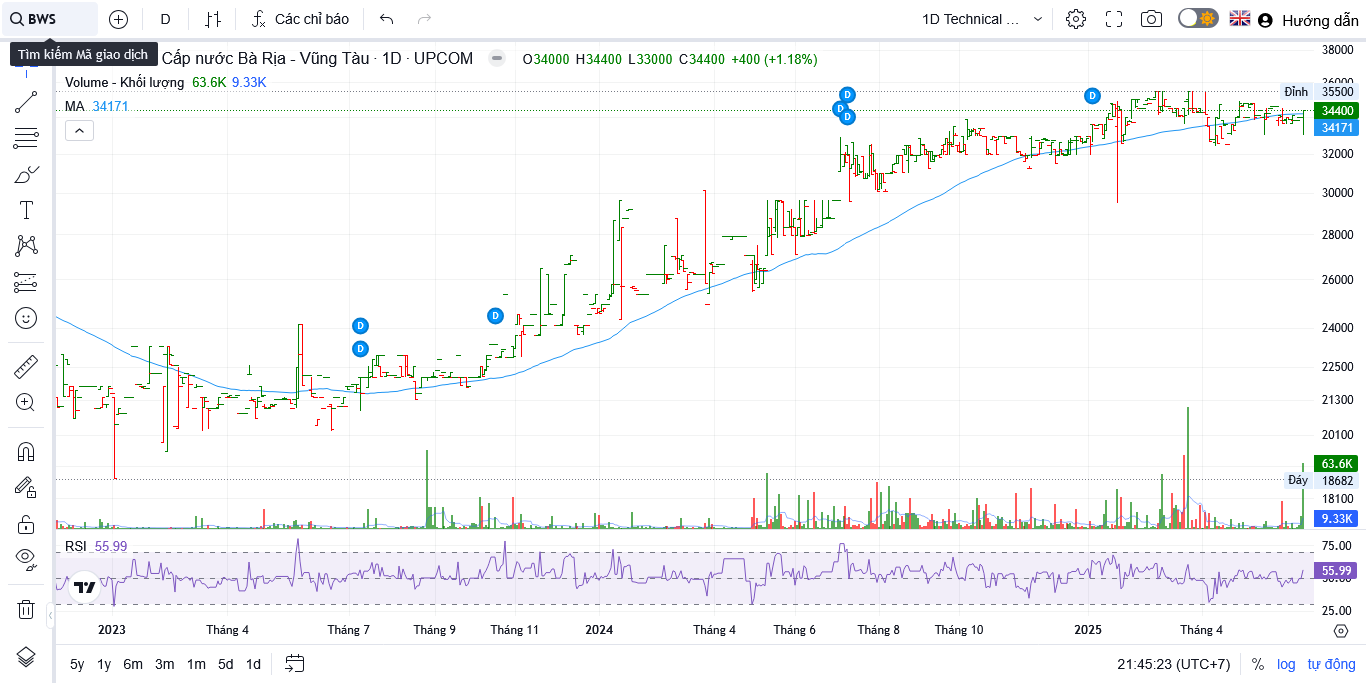 BWS D Các chỉ báo 1D Technical ... Hướng dẫn
Tìm kiếm Mã giao dịch
Cấp nước Bà Rịa - Vũng Tàu · 1D · UPCOM O34000 H34400 L33000 C34400 +400 (+1.18%)
Volume - Khối lượng 63.6K 9.33K
MA 34171
38000
36000
Đỉnh 35500
34400
34171
32000
30000
28000
26000
24000
22500
21300
20100
63.6K
Đáy 18682
18100
9.33K
D
D
D
D
D
D
D
RSI 55.99
75.00
55.99
50.00
25.00
2023 Tháng 4 Tháng 7 Tháng 9 Tháng 11 2024 Tháng 4 Tháng 6 Tháng 8 Tháng 10 2025 Tháng 4
5y 1y 6m 3m 1m 5d 1d 21:45:23 (UTC+7) % log tự động